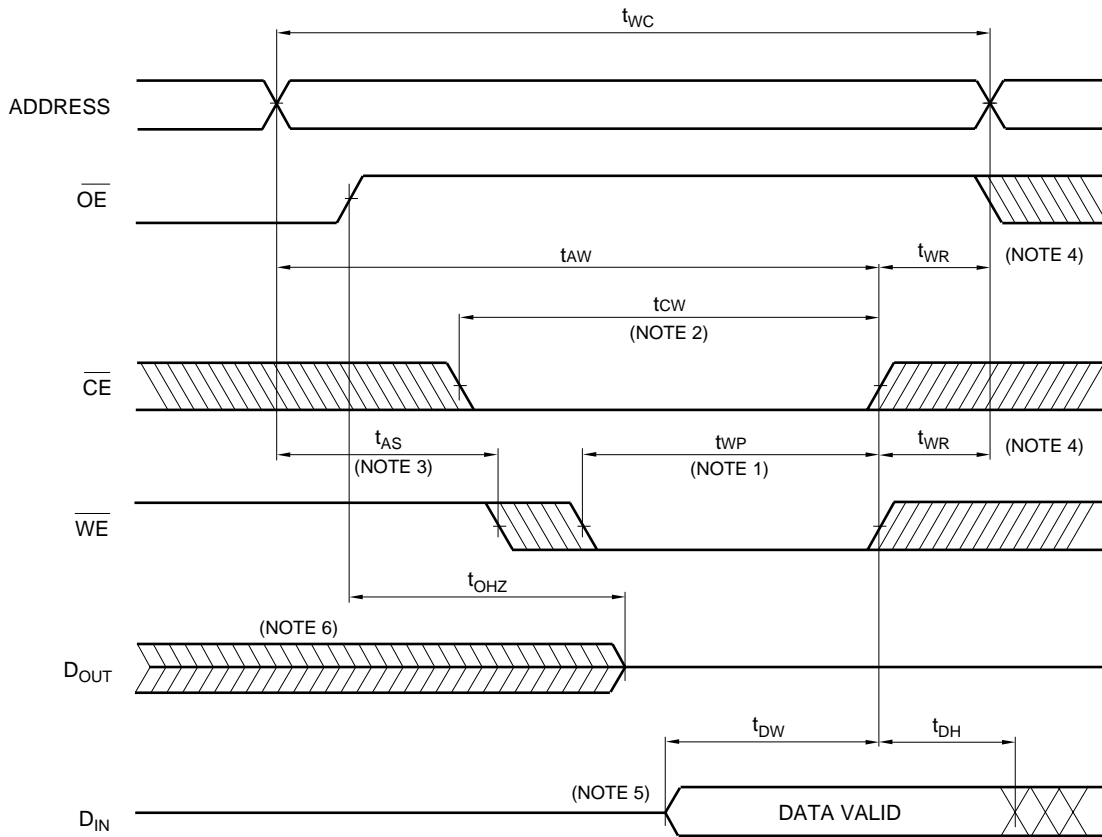 tWC
ADDRESS
OE
tAW
tWR
(NOTE 4)
tCW
(NOTE 2)
CE
tAS
(NOTE 3)
tWP
(NOTE 1)
tWR
(NOTE 4)
WE
tOHZ
(NOTE 6)
DOUT
tDW
tDH
(NOTE 5)
DATA VALID
DIN